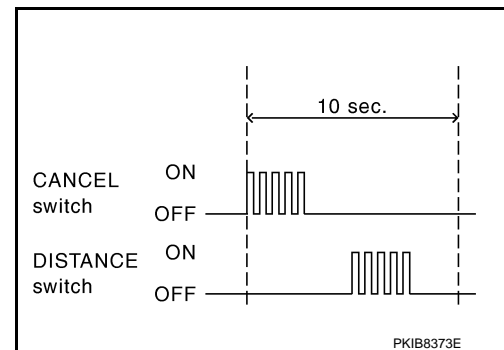 10 sec.
CANCEL ON
switch OFF
DISTANCE ON
switch OFF
PKIB8373E